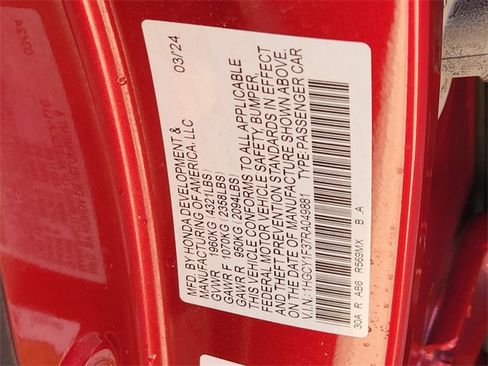 MFD. BY HONDA DEVELOPMENT & 03/24
MANUFACTURING OF AMERICA, LLC
GVWR 1960KG ( 4321LBS)
GAWR F 1070KG ( 2358LBS)
GAWR R 950KG ( 2094LBS)
THIS VEHICLE CONFORMS TO ALL APPLICABLE
FEDERAL MOTOR VEHICLE SAFETY, BUMPER,
AND THEFT PREVENTION STANDARDS IN EFFECT
ON THE DATE OF MANUFACTURE SHOWN ABOVE.
V.I.N.: 1HGCY1F37RA049881 TYPE:PASSENGER CAR
30A R AB6 R569MX B A